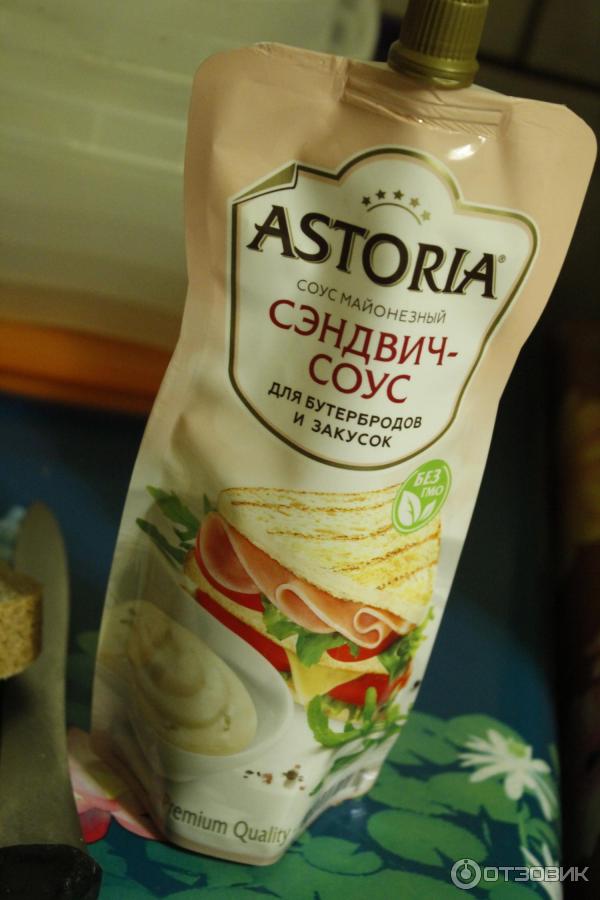 ASTORIA®
СОУС МАЙОНЕЗНЫЙ
СЭНДВИЧ-
СОУС
ДЛЯ БУТЕРБРОДОВ
И ЗАКУСОК
БЕЗ
ГМО
Premium Quality
ОТЗОВИК